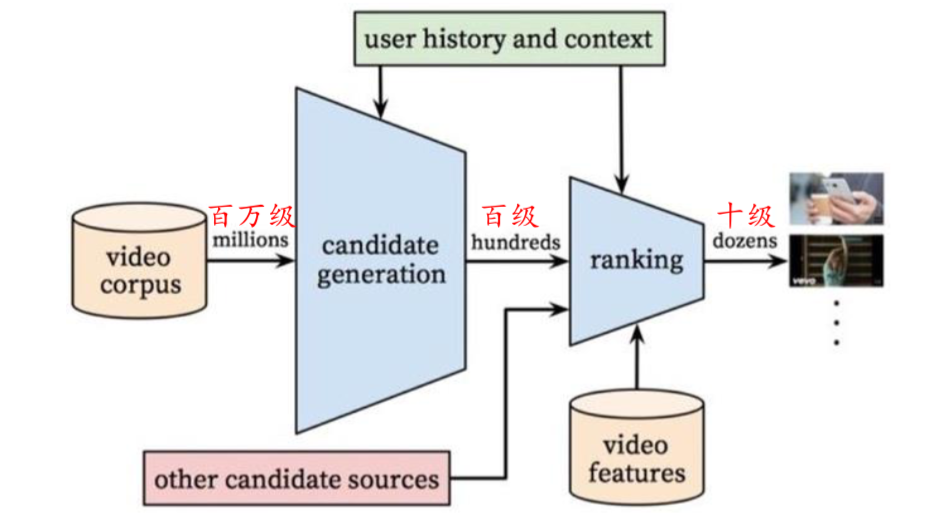 user history and context
百万级
millions
百级
hundreds
十级
dozens
video
corpus
candidate
generation
ranking
vevo
other candidate sources
video
features